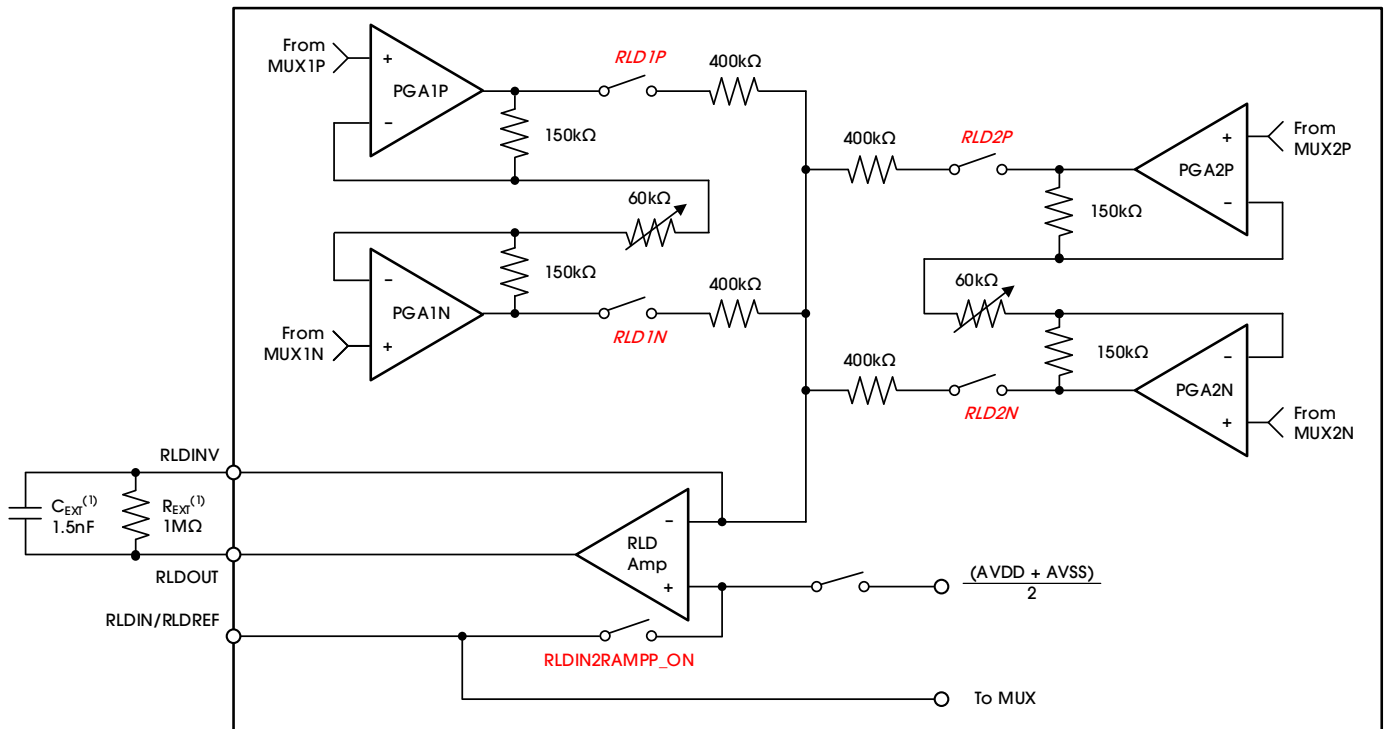 From
MUX1P
+
PGA1P
−
RLD1P
400kΩ
150kΩ
60kΩ
−
PGA1N
+
150kΩ
From
MUX1N
RLD1N
400kΩ
400kΩ
RLD2P
+
PGA2P
−
From
MUX2P
150kΩ
60kΩ
150kΩ
400kΩ
RLD2N
−
PGA2N
+
From
MUX2N
RLDINV
CEXT(1)
1.5nF
REXT(1)
1MΩ
RLDOUT
−
RLD
Amp
+
(AVDD + AVSS)
2
RLDIN/RLDREF
RLDIN2RAMPP_ON
To MUX